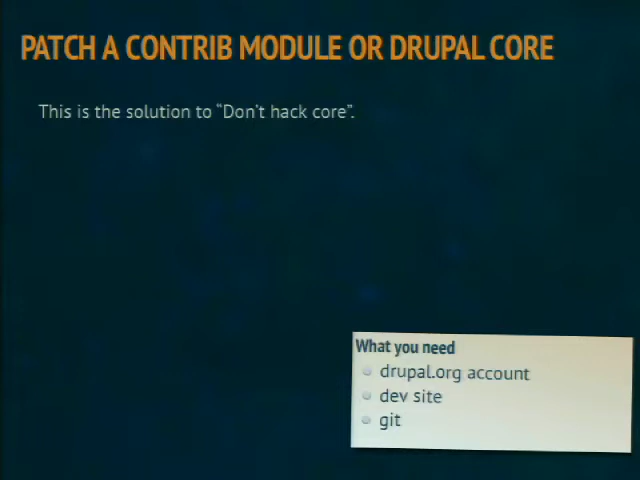 PATCH A CONTRIB MODULE OR DRUPAL CORE
This is the solution to “Don't hack core”.
What you need
drupal.org account
dev site
git